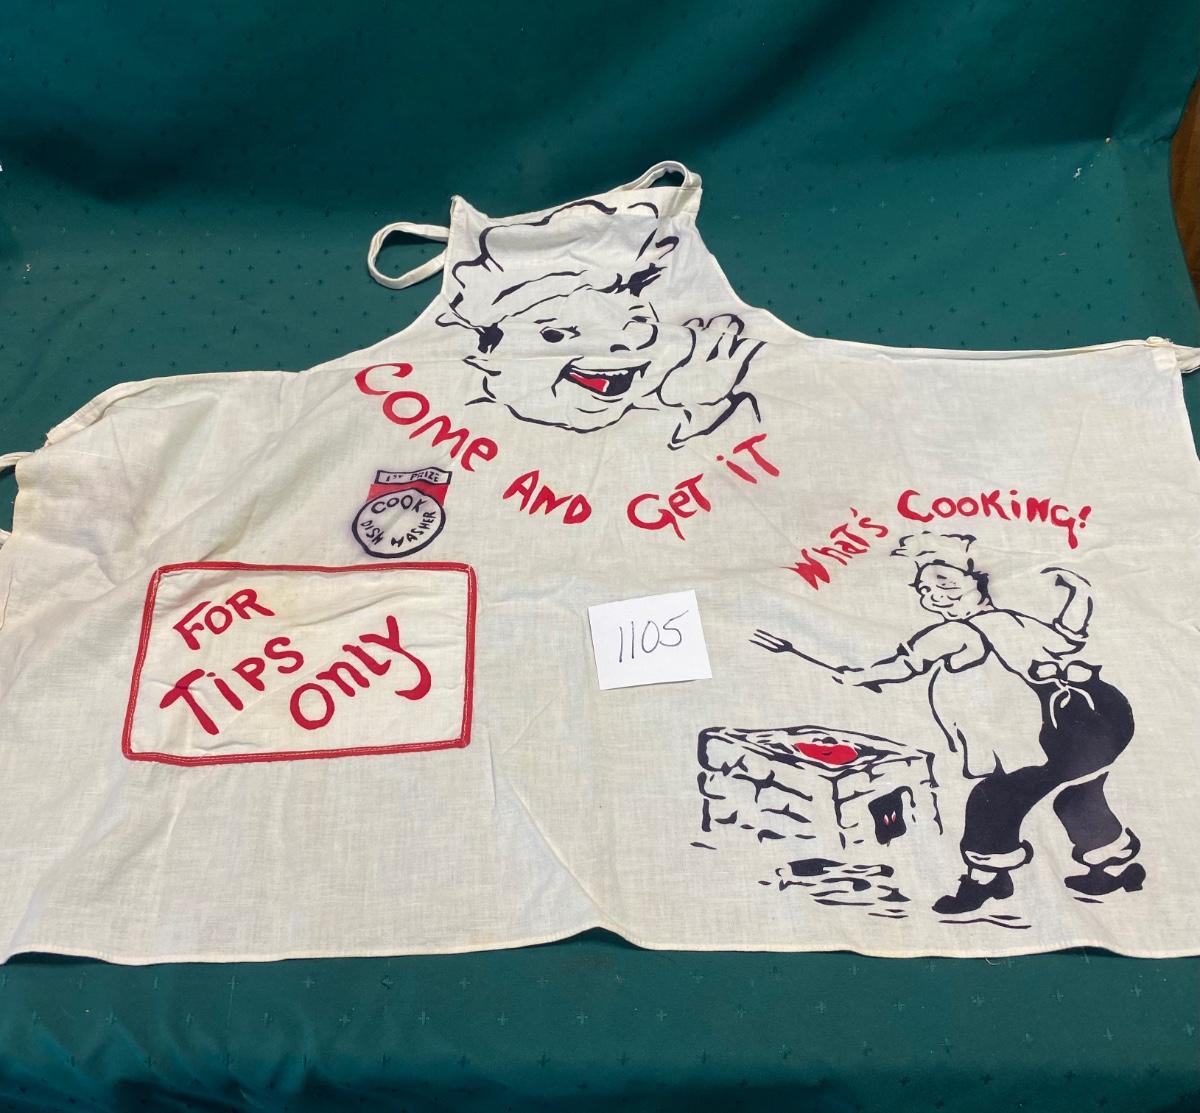 COME AND GET iT
1ST PRIZE
COOK
DISH WASHER
WHAT'S COOKiNG!
FOR
TiPS
ONLY
1105